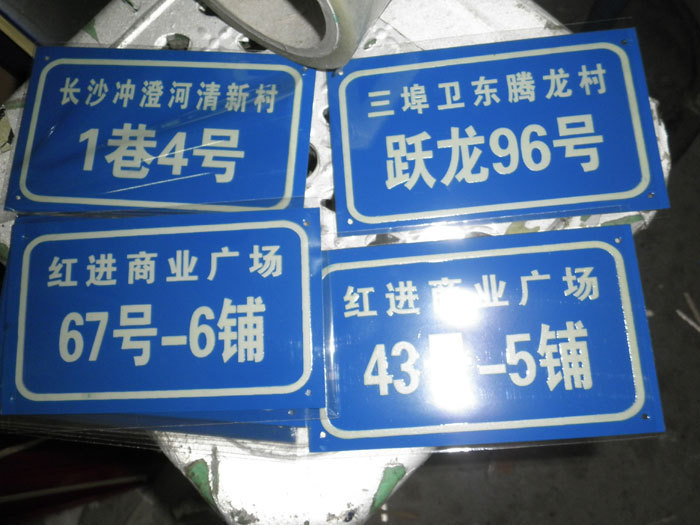 长沙冲澄河清新村
1巷4号
三埠卫东腾龙村
跃龙96号
红进商业广场
67号-6铺
红进商业广场
43 -5铺